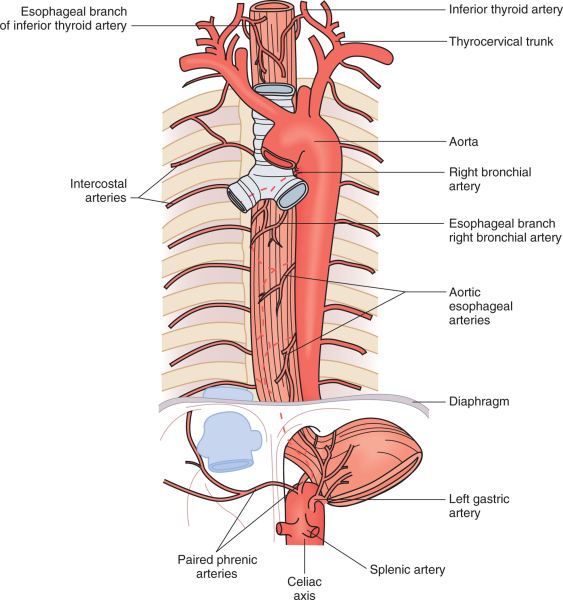 Esophageal branch
of inferior thyroid artery
Inferior thyroid artery
Thyrocervical trunk
Aorta
Right bronchial
artery
Intercostal
arteries
Esophageal branch
right bronchial artery
Aortic
esophageal
arteries
Diaphragm
Left gastric
artery
Paired phrenic
arteries
Splenic artery
Celiac
axis